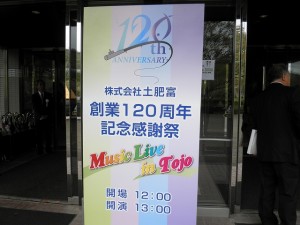 120th
ANNIVERSARY
株式会社土肥富
創業120周年
記念感謝祭
Music Live
in Tojo
開場 12:00
開演 13:00